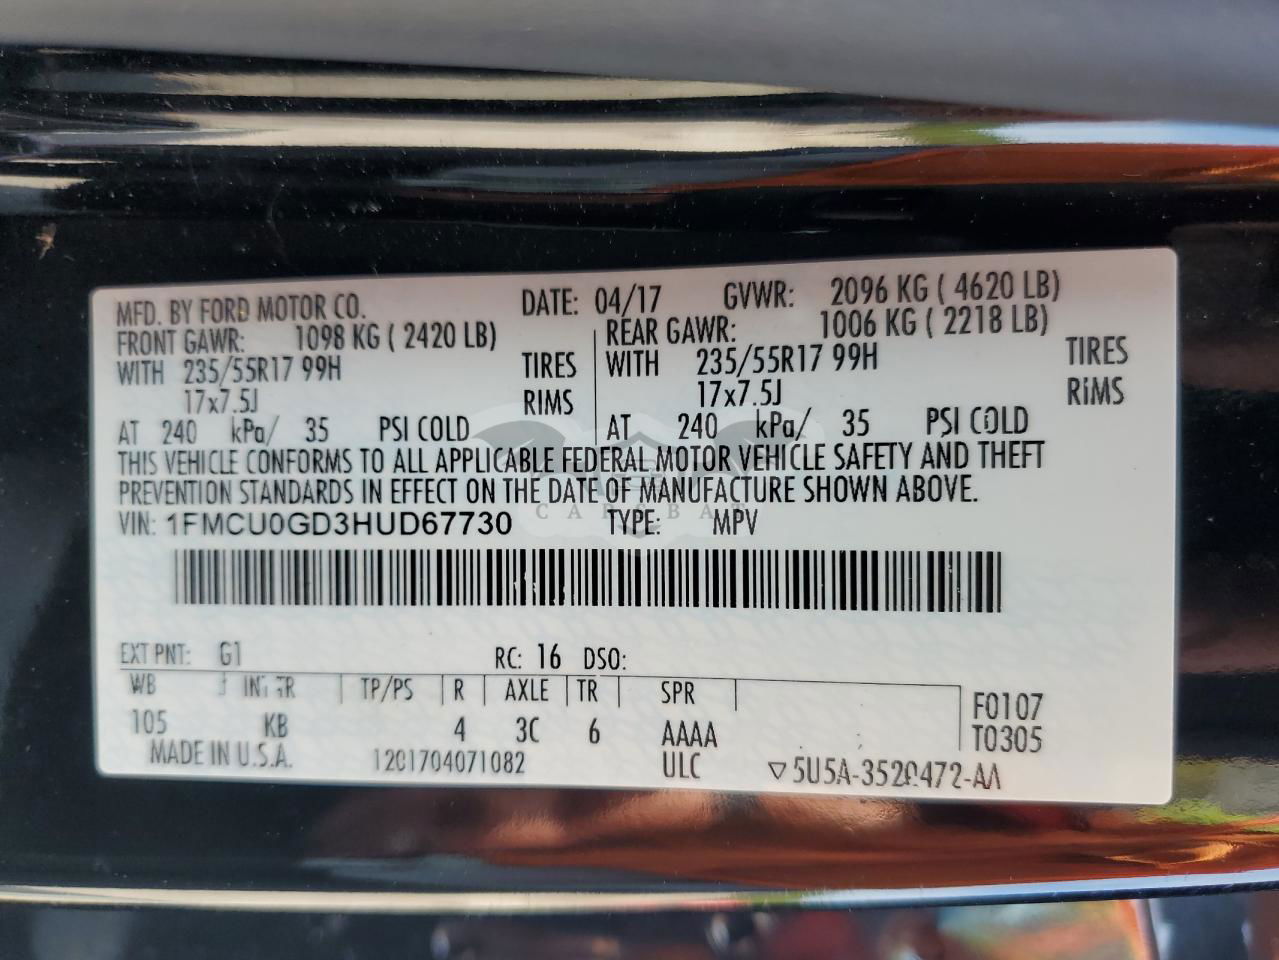 MFD. BY FORD MOTOR CO. DATE: 04/17 GVWR: 2096 KG ( 4620 LB)
FRONT GAWR: 1098 KG ( 2420 LB) REAR GAWR: 1006 KG ( 2218 LB)
WITH 235/55R17 99H TIRES WITH 235/55R17 99H TIRES
17x7.5J RIMS 17x7.5J RiMS
AT 240 kPa/ 35 PSI COLD AT 240 kPa/ 35 PSI COLD
THIS VEHICLE CONFORMS TO ALL APPLICABLE FEDERAL MOTOR VEHICLE SAFETY AND THEFT
PREVENTION STANDARDS IN EFFECT ON THE DATE OF MANUFACTURE SHOWN ABOVE.
VIN: 1FMCU0GD3HUD67730 TYPE: MPV
EXT PNT: G1 RC: 16 DSO:
WB TP/PS R AXLE TR SPR F0107
105 KB 4 3C 6 AAAA T0305
MADE IN U.S.A. 1201704071082 ULC